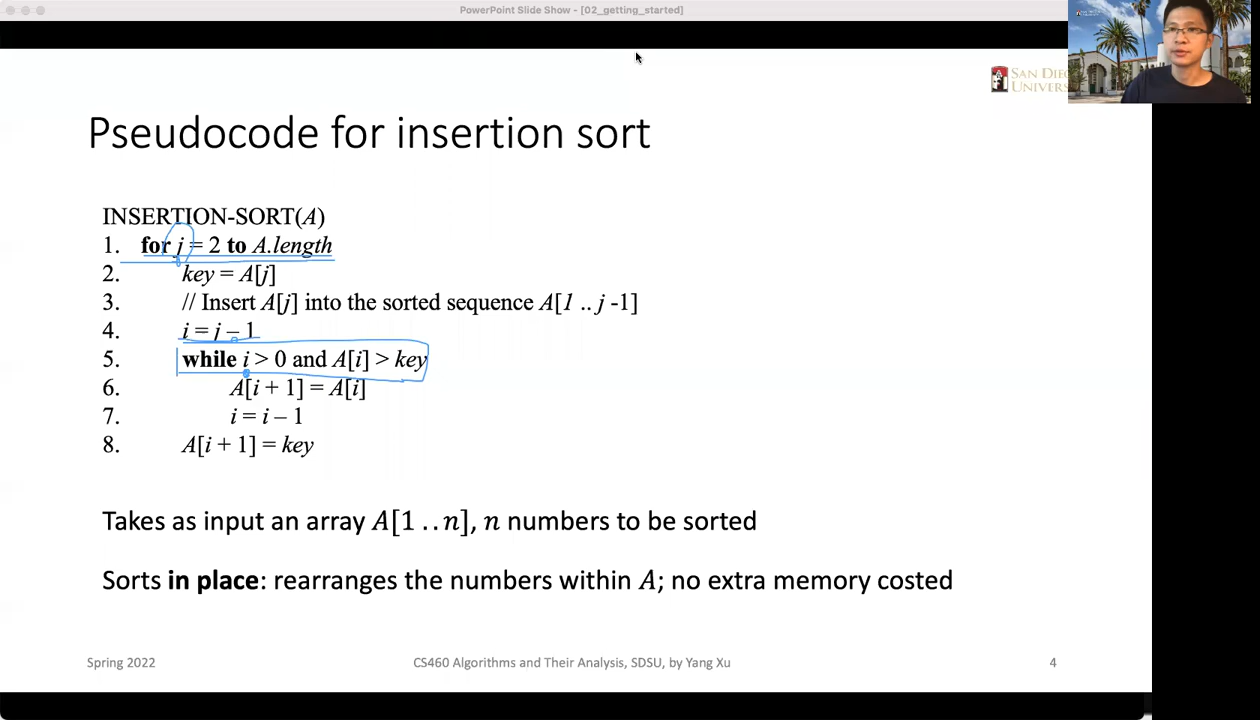 PowerPoint Slide Show - [02_getting_started]
SAN DIE
UNIVERS
Pseudocode for insertion sort
INSERTION-SORT(A)
1. for j = 2 to A.length
2. key = A[j]
3. // Insert A[j] into the sorted sequence A[1 .. j -1]
4. i = j – 1
5. while i > 0 and A[i] > key
6. A[i + 1] = A[i]
7. i = i – 1
8. A[i + 1] = key
Takes as input an array A[1 .. n], n numbers to be sorted
Sorts in place: rearranges the numbers within A; no extra memory costed
Spring 2022 CS460 Algorithms and Their Analysis, SDSU, by Yang Xu 4